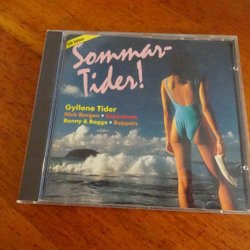 Sommar-
Tider!
Gyllene Tider
Nick Borgen •
Ronny & Ragge • Boppers